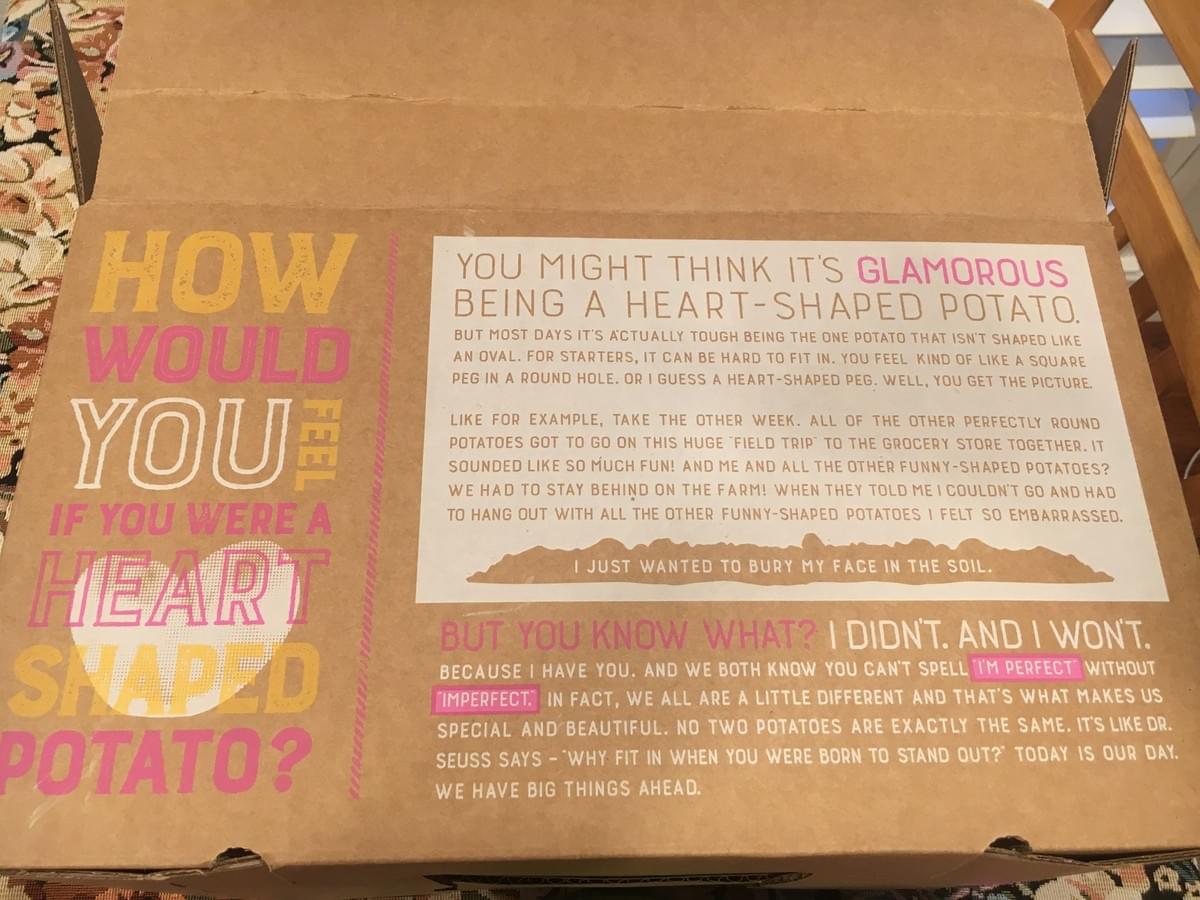 HOW
WOULD
YOU FEEL
IF YOU WERE A
HEART
SHAPED
POTATO?
YOU MIGHT THINK IT'S GLAMOROUS
BEING A HEART-SHAPED POTATO.
BUT MOST DAYS IT'S ACTUALLY TOUGH BEING THE ONE POTATO THAT ISN'T SHAPED LIKE
AN OVAL. FOR STARTERS, IT CAN BE HARD TO FIT IN. YOU FEEL KIND OF LIKE A SQUARE
PEG IN A ROUND HOLE. OR I GUESS A HEART-SHAPED PEG. WELL, YOU GET THE PICTURE.
LIKE FOR EXAMPLE, TAKE THE OTHER WEEK. ALL OF THE OTHER PERFECTLY ROUND
POTATOES GOT TO GO ON THIS HUGE "FIELD TRIP" TO THE GROCERY STORE TOGETHER. IT
SOUNDED LIKE SO MUCH FUN! AND ME AND ALL THE OTHER FUNNY-SHAPED POTATOES?
WE HAD TO STAY BEHIND ON THE FARM! WHEN THEY TOLD ME I COULDN'T GO AND HAD
TO HANG OUT WITH ALL THE OTHER FUNNY-SHAPED POTATOES I FELT SO EMBARRASSED.
I JUST WANTED TO BURY MY FACE IN THE SOIL.
BUT YOU KNOW WHAT? I DIDN'T. AND I WON'T.
BECAUSE I HAVE YOU. AND WE BOTH KNOW YOU CAN'T SPELL "I'M PERFECT" WITHOUT
"IMPERFECT." IN FACT, WE ALL ARE A LITTLE DIFFERENT AND THAT'S WHAT MAKES US
SPECIAL AND BEAUTIFUL. NO TWO POTATOES ARE EXACTLY THE SAME. IT'S LIKE DR.
SEUSS SAYS - "WHY FIT IN WHEN YOU WERE BORN TO STAND OUT?" TODAY IS OUR DAY.
WE HAVE BIG THINGS AHEAD.